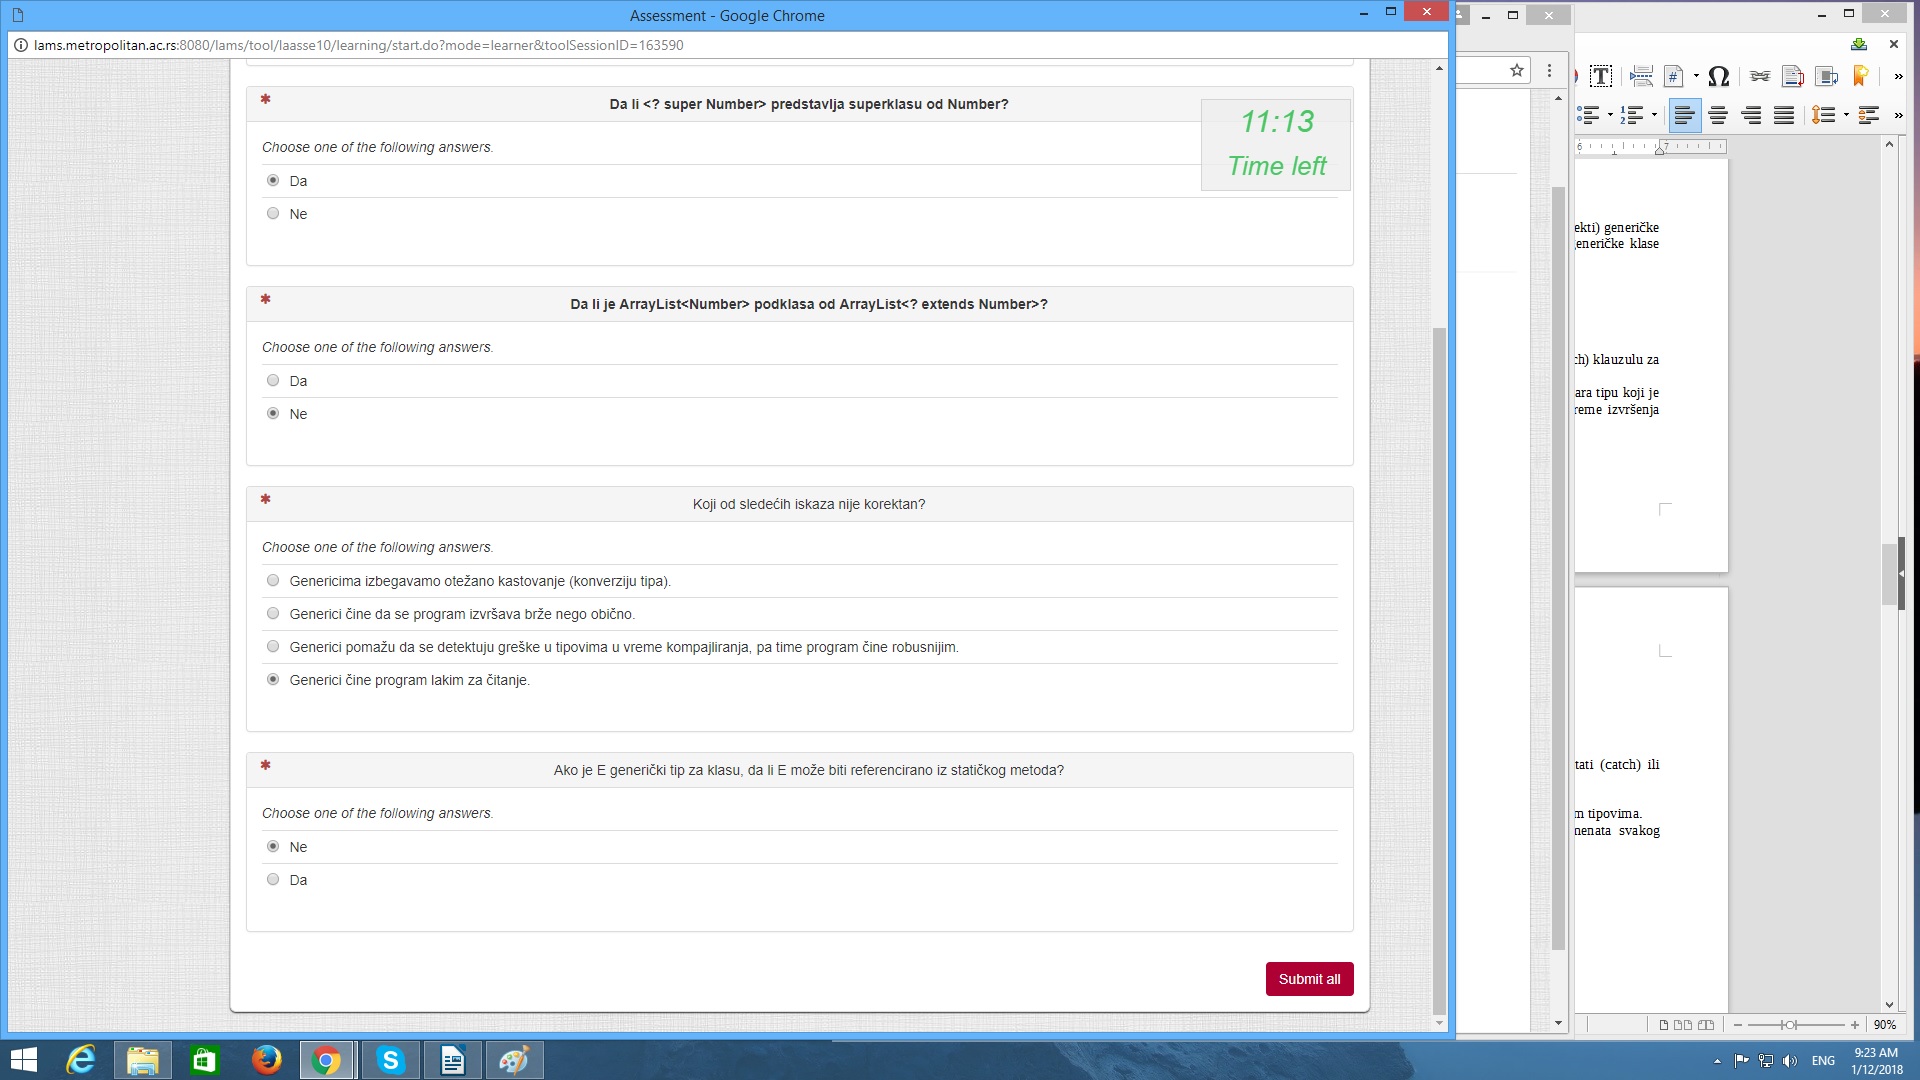 Assessment - Google Chrome
lams.metropolitan.ac.rs:8080/lams/tool/laasse10/learning/start.do?mode=learner&toolSessionID=163590
* Da li <? super Number> predstavlja superklasu od Number?
11:13
Time left
Choose one of the following answers.
Da
Ne
* Da li je ArrayList<Number> podklasa od ArrayList<? extends Number>?
Choose one of the following answers.
Da
Ne
* Koji od sledećih iskaza nije korektan?
Choose one of the following answers.
Genericima izbegavamo otežano kastovanje (konverziju tipa).
Generici čine da se program izvršava brže nego obično.
Generici pomažu da se detektuju greške u tipovima u vreme kompajliranja, pa time program čine robusnijim.
Generici čine program lakim za čitanje.
* Ako je E generički tip za klasu, da li E može biti referencirano iz statičkog metoda?
Choose one of the following answers.
Ne
Da
Submit all
6 7
ekti) generičke
generičke klase
ch) klauzulu za
ara tipu koji je
reme izvršenja
tati (catch) ili
m tipovima.
menata svakog
90%
ENG
9:23 AM
1/12/2018